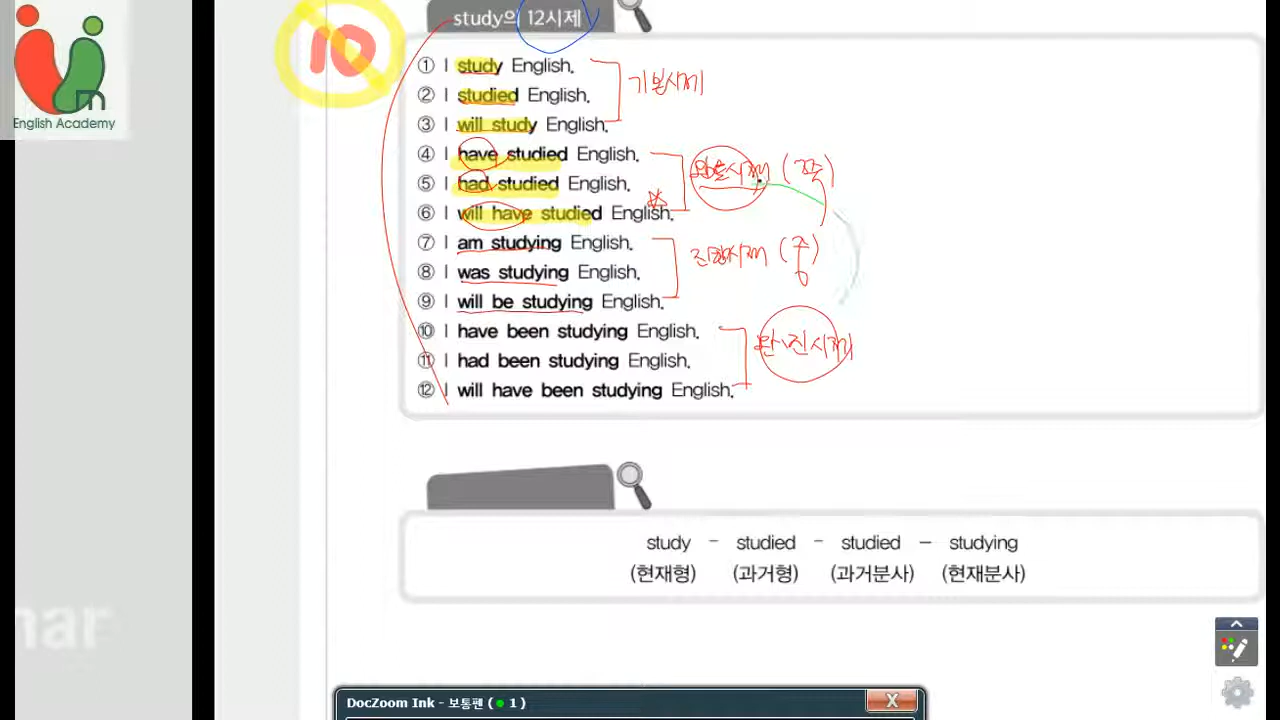 study의 12시제
10
English Academy
① I study English.
② I studied English.
③ I will study English.
기본시제
④ I have studied English.
⑤ I had studied English.
⑥ I will have studied English.
완료시제 (쭉)
⑦ I am studying English.
⑧ I was studying English.
⑨ I will be studying English.
진행시제 (중)
⑩ I have been studying English.
⑪ I had been studying English.
⑫ I will have been studying English.
완·진시제
study - studied - studied - studying
(현재형) (과거형) (과거분사) (현재분사)
nar
DocZoom Ink - 보통펜 ( 1 )